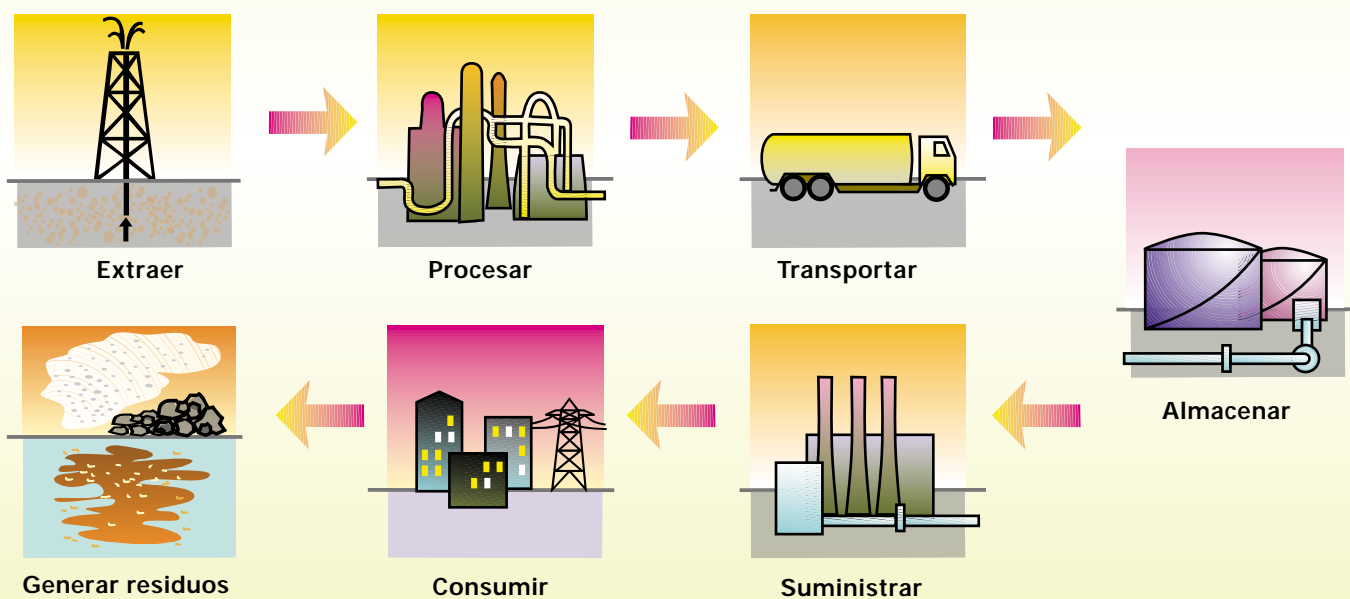 Extraer
Procesar
Transportar
Almacenar
Suministrar
Consumir
Generar residuos